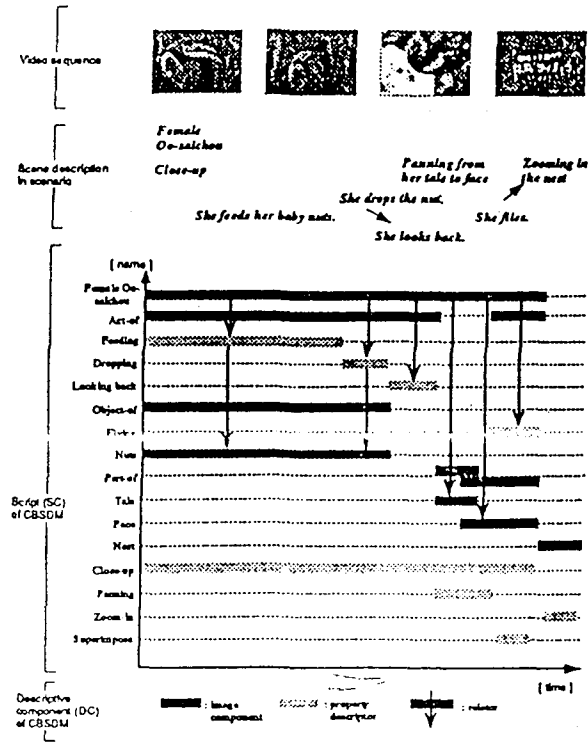 Video sequence
Scene description
in scenario
Female
Oo-saichou
Close-up
Panning from
her tale to face
Zooming in
the nest
She drops the nut.
She feeds her baby nuts.
She flies.
She looks back.
[ name ]
Female Oo-
saichou
Act-of
Feeding
Dropping
Looking back
Object-of
Nuts
Part-of
Tale
Face
Nest
Close-up
Panning
Zoom in
Superimpose
Script (SC)
of CBSDM
[ time ]
Descriptive
component (DC)
of CBSDM
: image
component
: property
descriptor
: relator